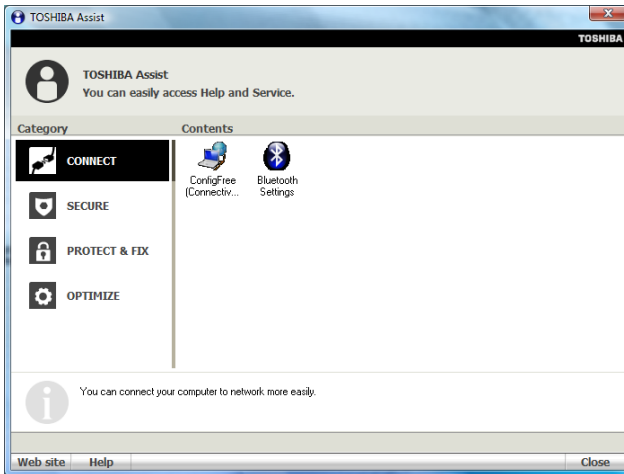 TOSHIBA Assist
TOSHIBA
TOSHIBA Assist
You can easily access Help and Service.
Category
Contents
CONNECT
SECURE
PROTECT & FIX
OPTIMIZE
ConfigFree
(Connectiv...
Bluetooth
Settings
You can connect your computer to network more easily.
Web site
Help
Close